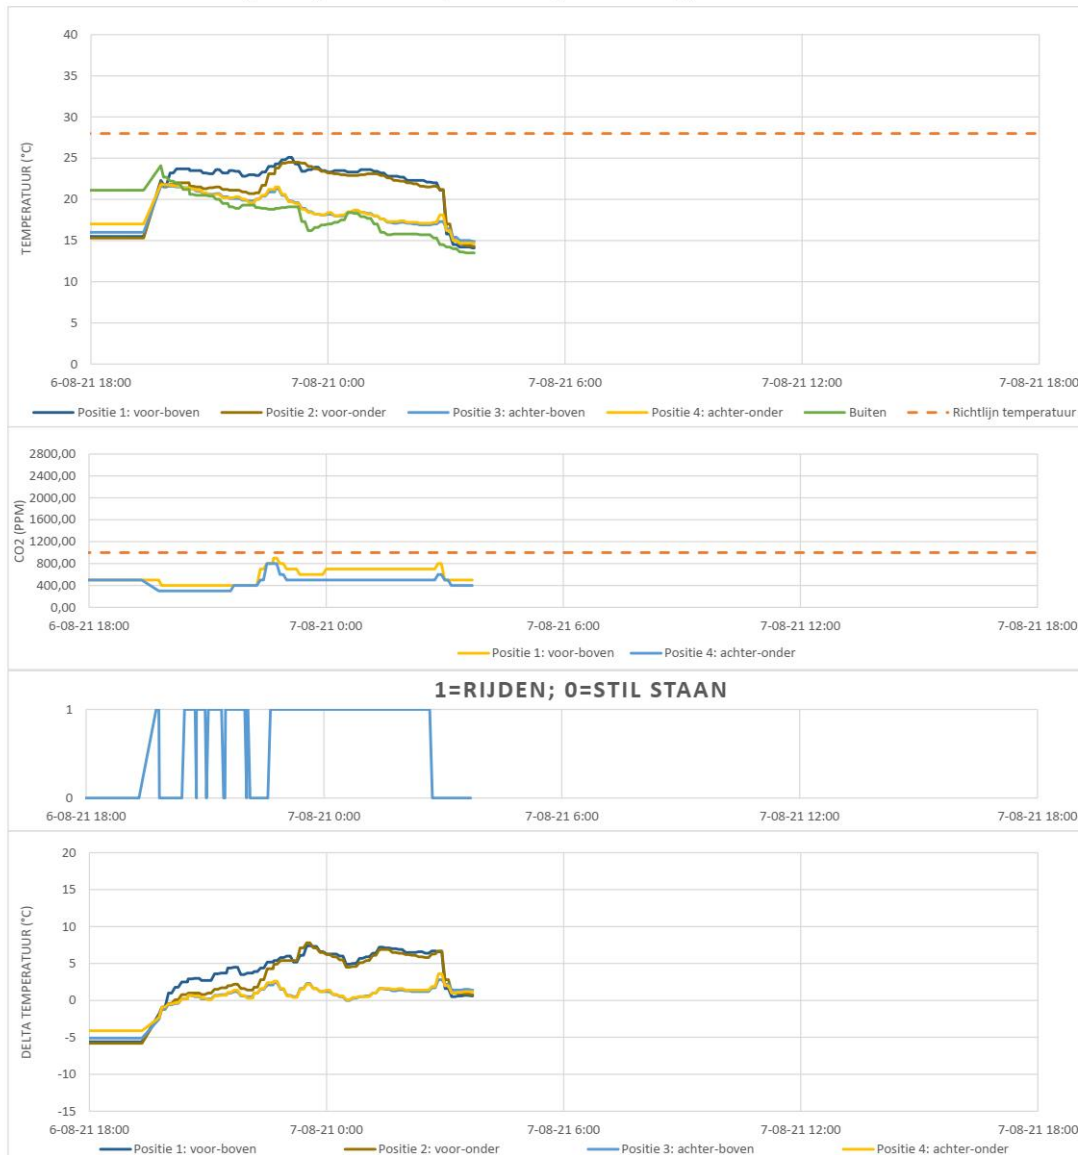 40
35
30
25
20
15
10
5
0
TEMPERATUUR (°C)
6-08-21 18:00 7-08-21 0:00 7-08-21 6:00 7-08-21 12:00 7-08-21 18:00
Positie 1: voor-boven Positie 2: voor-onder Positie 3: achter-boven Positie 4: achter-onder Buiten Richtlijn temperatuur
2800,00
2400,00
2000,00
1600,00
1200,00
800,00
400,00
0,00
CO2 (PPM)
6-08-21 18:00 7-08-21 0:00 7-08-21 6:00 7-08-21 12:00 7-08-21 18:00
Positie 1: voor-boven Positie 4: achter-onder
1=RIJDEN; 0=STIL STAAN
1
0
6-08-21 18:00 7-08-21 0:00 7-08-21 6:00 7-08-21 12:00 7-08-21 18:00
20
15
10
5
0
-5
-10
-15
DELTA TEMPERATUUR (°C)
6-08-21 18:00 7-08-21 0:00 7-08-21 6:00 7-08-21 12:00 7-08-21 18:00
Positie 1: voor-boven Positie 2: voor-onder Positie 3: achter-boven Positie 4: achter-onder